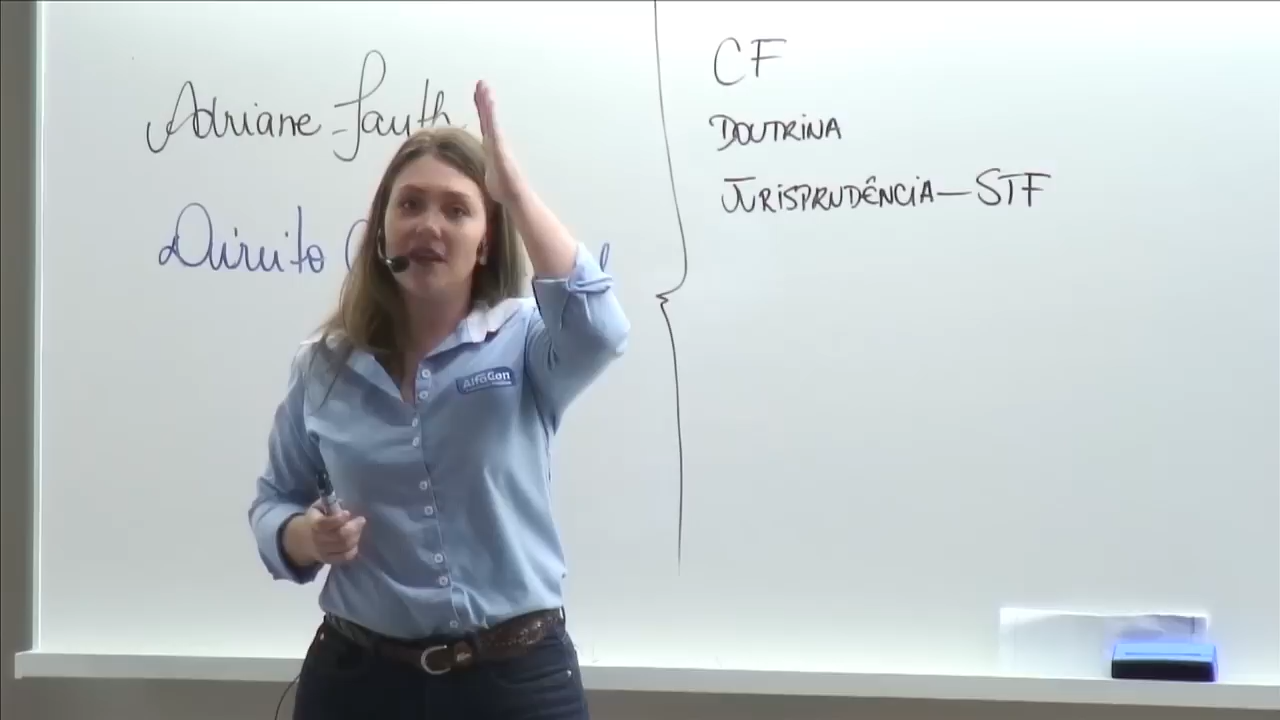 Adriane Fauth
Direito
CF
DOUTRINA
JURISPRUDÊNCIA — STF
AlfaCon